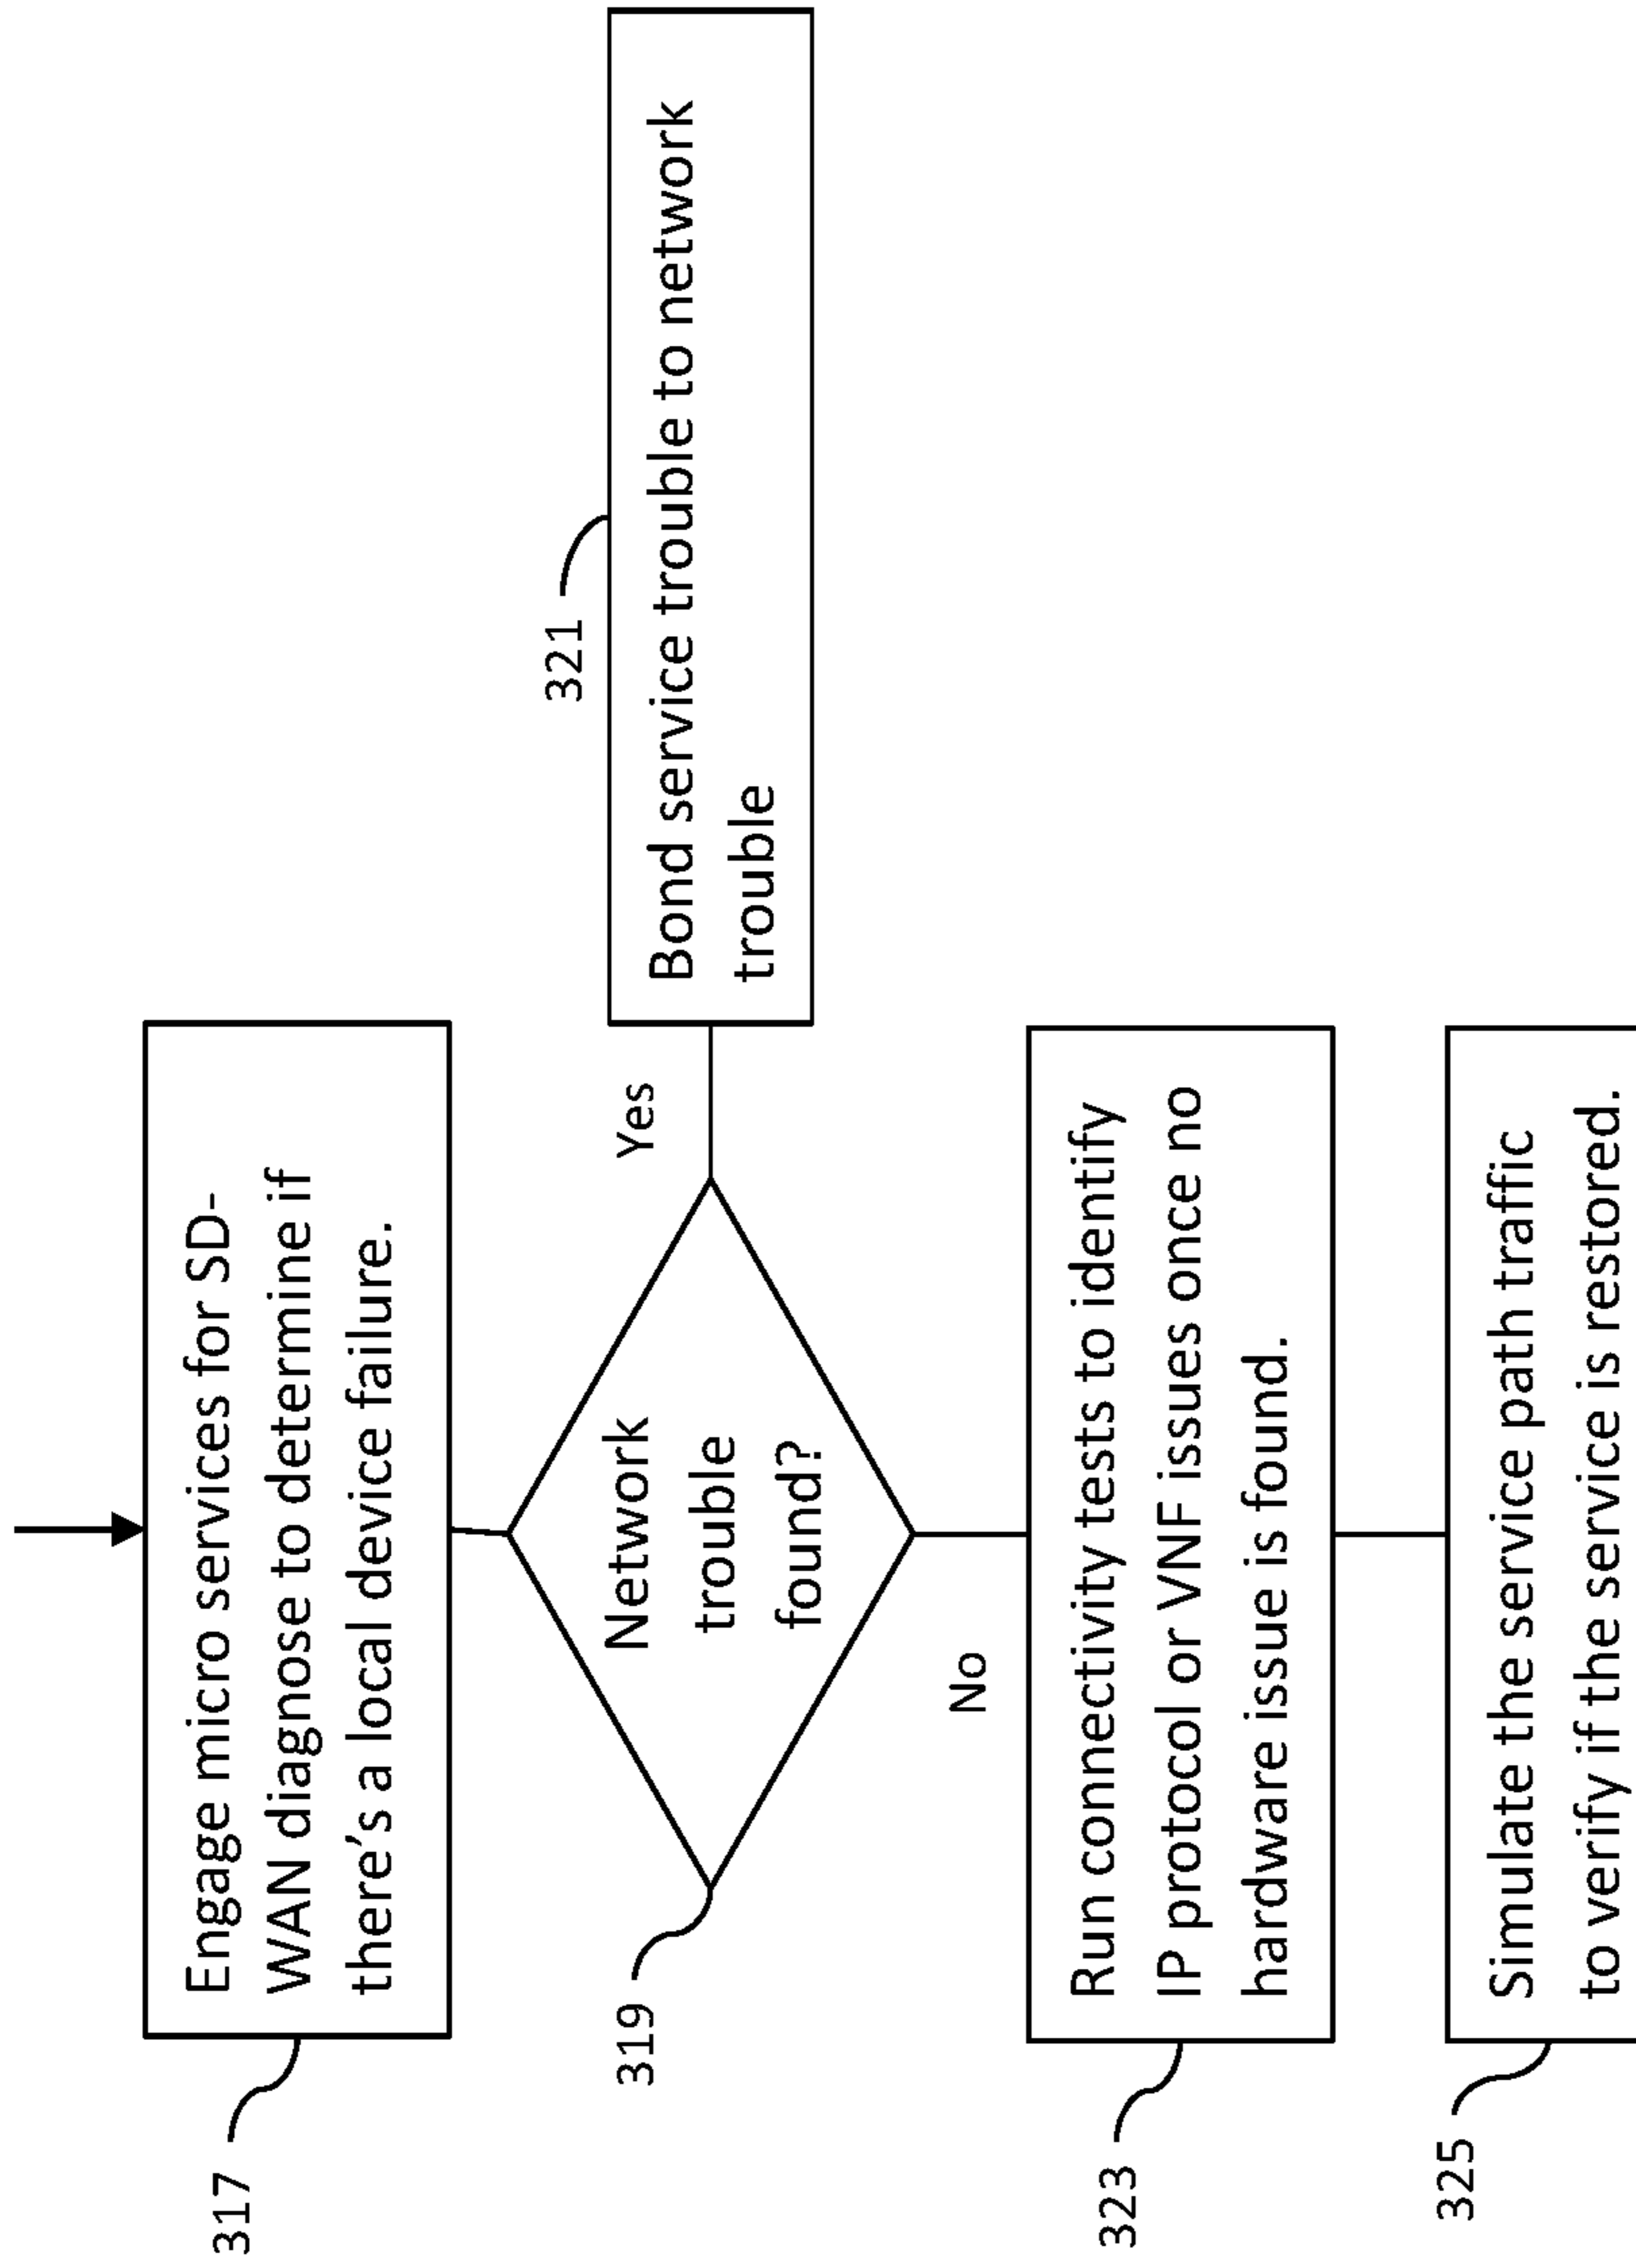 317
Engage micro services for SD-
WAN diagnose to determine if
there's a local device failure.
319
Network
trouble
found?
Yes
321
Bond service trouble to network
trouble
No
323
Run connectivity tests to identify
IP protocol or VNF issues once no
hardware issue is found.
325
Simulate the service path traffic
to verify if the service is restored.